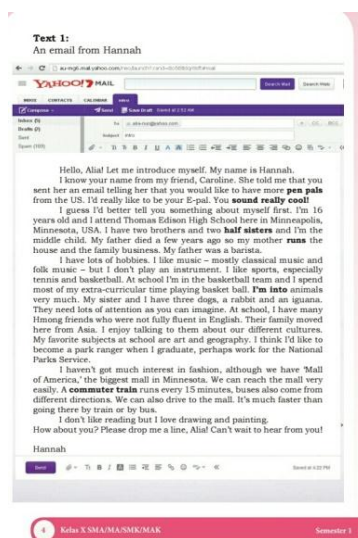 Text 1:
An email from Hannah
YAHOO!7 MAIL
Search Mail
Search Web
INBOX CONTACTS CALENDAR
Compose
Send
Save Draft
Inbox (5)
Drafts (2)
Sent
Spam
To
Subject
Hello, Alia! Let me introduce myself. My name is Hannah.
I know your name from my friend, Caroline. She told me that you
sent her an email telling her that you would like to have more pen pals
from the US. I'd really like to be your E-pal. You sound really cool!
I guess I'd better tell you something about myself first. I'm 16
years old and I attend Thomas Edison High School here in Minneapolis,
Minnesota, USA. I have two brothers and two half sisters and I'm the
middle child. My father died a few years ago so my mother runs the
house and the family business. My father was a barista.
I have lots of hobbies. I like music – mostly classical music and
folk music – but I don't play an instrument. I like sports, especially
tennis and basketball. At school I'm in the basketball team and I spend
most of my extra-curricular time playing basket ball. I'm into animals
very much. My sister and I have three dogs, a rabbit and an iguana.
They need lots of attention as you can imagine. At school, I have many
Hmong friends who were not fully fluent in English. Their family moved
here from Asia. I enjoy talking to them about our different cultures.
My favorite subjects at school are art and geography. I think I'd like to
become a park ranger when I graduate, perhaps work for the National
Parks Service.
I haven't got much interest in fashion, although we have 'Mall
of America,' the biggest mall in Minnesota. We can reach the mall very
easily. A commuter train runs every 15 minutes, buses also come from
different directions. We can also drive to the mall. It's much faster than
going there by train or by bus.
I don't like reading but I love drawing and painting.
How about you? Please drop me a line, Alia! Can't wait to hear from you!
Hannah
Send
Saved at 4:22 PM
4 Kelas X SMA/MA/SMK/MAK
Semester 1